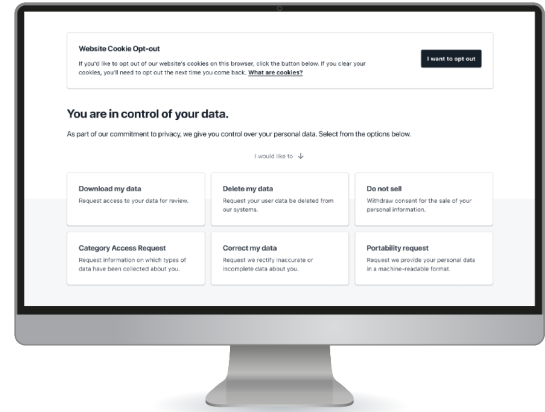 Website Cookie Opt-out
If you'd like to opt out of our website's cookies on this browser, click the button below. If you clear your
cookies, you'll need to opt out the next time you come back. What are cookies?
I want to opt out
You are in control of your data.
As part of our commitment to privacy, we give you control over your personal data. Select from the options below.
I would like to ↓
Download my data
Request access to your data for review.
Delete my data
Request your user data be deleted from
our systems.
Do not sell
Withdraw consent for the sale of your
personal information.
Category Access Request
Request information on which types of
data have been collected about you.
Correct my data
Request we rectify inaccurate or
incomplete data about you.
Portability request
Request we provide your personal data
in a machine-readable format.